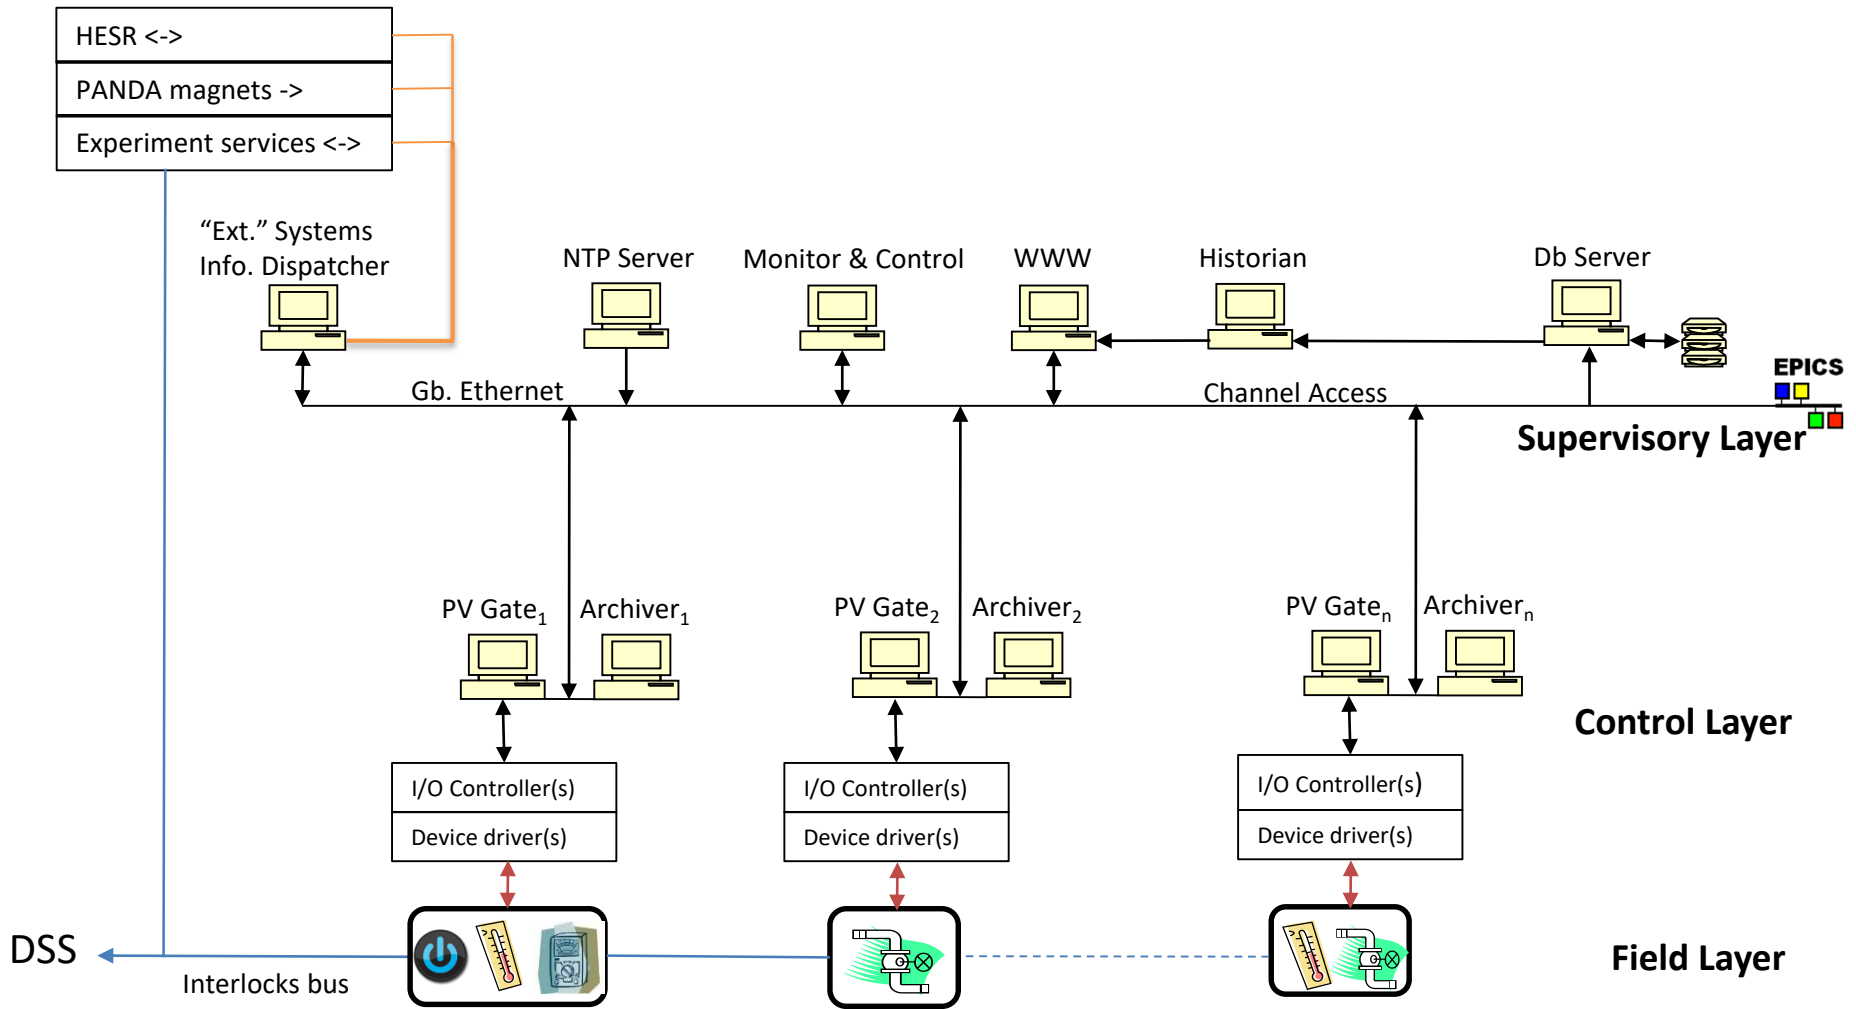 HESR <->
PANDA magnets ->
Experiment services <->
“Ext.” Systems
Info. Dispatcher
NTP Server
Monitor & Control
WWW
Historian
Db Server
Gb. Ethernet
Channel Access
EPICS
Supervisory Layer
PV Gate1
Archiver1
PV Gate2
Archiver2
PV Gaten
Archivern
Control Layer
I/O Controller(s)
Device driver(s)
I/O Controller(s)
Device driver(s)
I/O Controller(s)
Device driver(s)
DSS
Interlocks bus
Field Layer